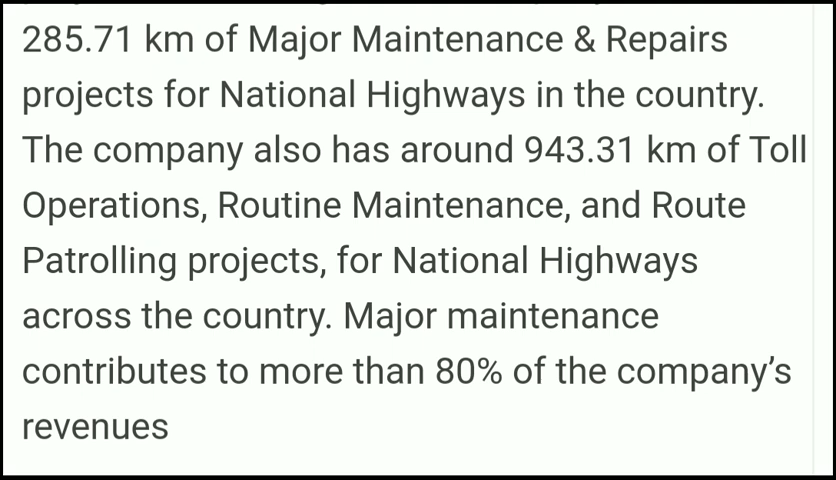 285.71 km of Major Maintenance & Repairs
projects for National Highways in the country.
The company also has around 943.31 km of Toll
Operations, Routine Maintenance, and Route
Patrolling projects, for National Highways
across the country. Major maintenance
contributes to more than 80% of the company’s
revenues